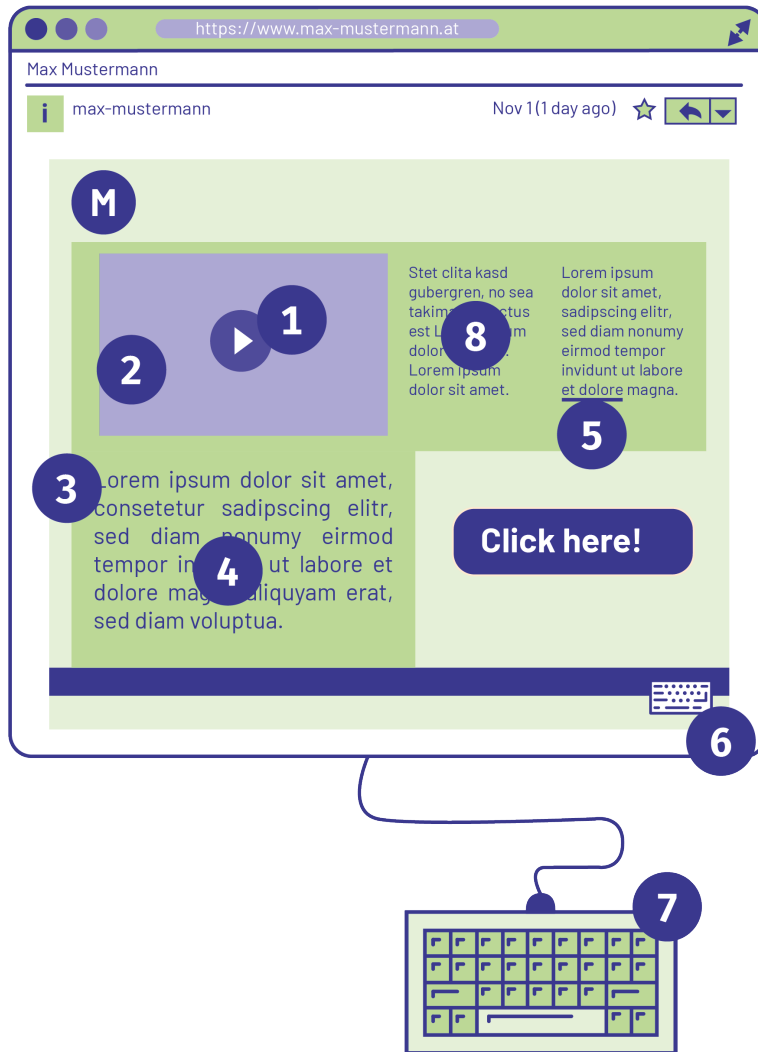 https://www.max-mustermann.at
Max Mustermann
i max-mustermann
Nov 1 (1 day ago)
M
1
2
Stet clita kasd
gubergren, no sea
est
dolor
Lorem ipsum
dolor sit amet.
8
Lorem ipsum
dolor sit amet,
sadipscing elitr,
sed diam nonumy
eirmod tempor
invidunt ut labore
et dolore magna.
5
3
Lorem ipsum dolor sit amet,
consetetur sadipscing elitr,
sed diam nonumy eirmod
tempor ut labore et
dolore aliquyam erat,
sed diam voluptua.
4
Click here!
6
7